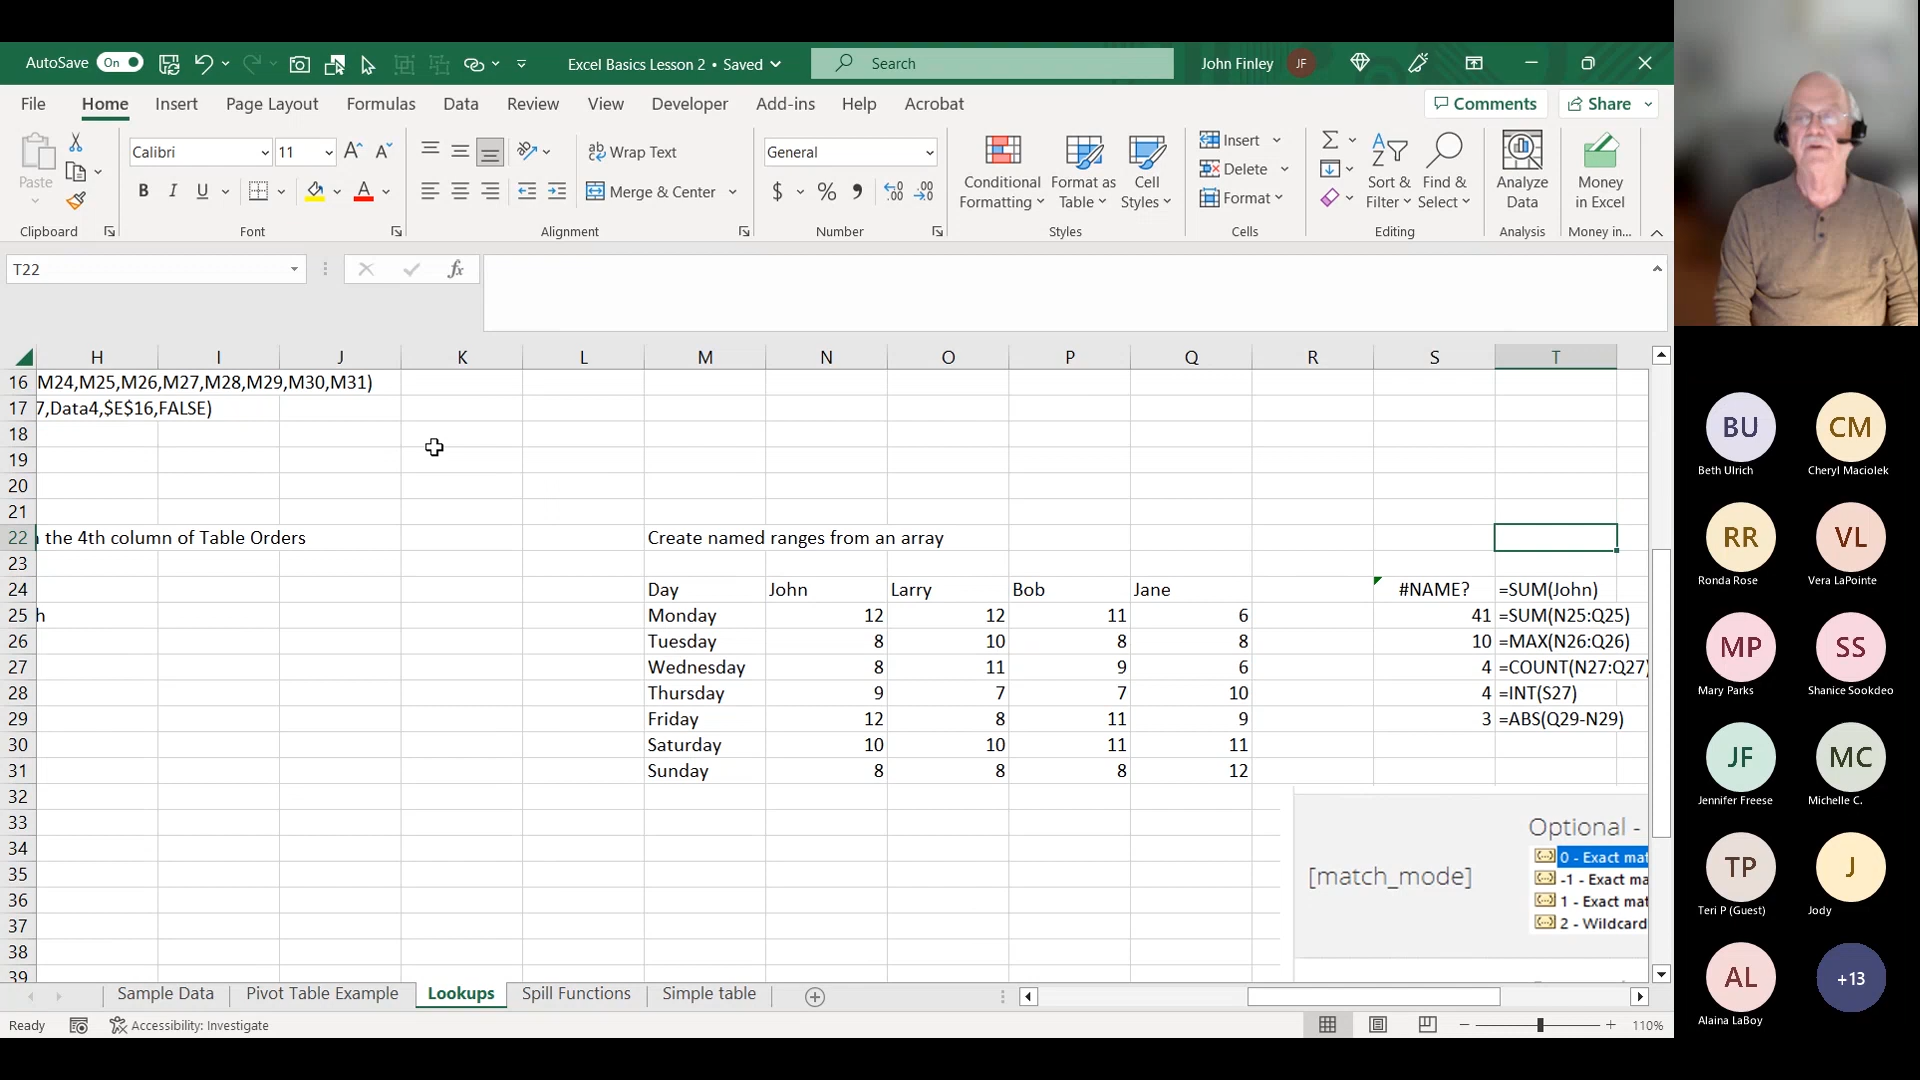 AutoSave On Excel Basics Lesson 2 • Saved Search John Finley JF
File Home Insert Page Layout Formulas Data Review View Developer Add-ins Help Acrobat Comments Share
Paste Calibri 11 Wrap Text General Conditional Formatting Format as Table Cell Styles Insert Sort & Filter Find & Select Analyze Data Money in Excel
B I U Merge & Center $ % Delete
Format
Clipboard Font Alignment Number Styles Cells Editing Analysis Money in...
T22 fx
H I J K L M N O P Q R S T
16 M24,M25,M26,M27,M28,M29,M30,M31)
17 7,Data4,$E$16,FALSE)
18
19
20
21
22 the 4th column of Table Orders Create named ranges from an array
23
24 Day John Larry Bob Jane #NAME? =SUM(John)
25 h Monday 12 12 11 6 41 =SUM(N25:Q25)
26 Tuesday 8 10 8 8 10 =MAX(N26:Q26)
27 Wednesday 8 11 9 6 4 =COUNT(N27:Q27)
28 Thursday 9 7 7 10 4 =INT(S27)
29 Friday 12 8 11 9 3 =ABS(Q29-N29)
30 Saturday 10 10 11 11
31 Sunday 8 8 8 12
32
33 Optional -
34 0 - Exact mat
35 [match_mode] -1 - Exact ma
36 1 - Exact mat
37 2 - Wildcard
38
39
Sample Data Pivot Table Example Lookups Spill Functions Simple table
Ready Accessibility: Investigate 110%
BU CM
Beth Ulrich Cheryl Maciolek
RR VL
Ronda Rose Vera LaPointe
MP SS
Mary Parks Shanice Sookdeo
JF MC
Jennifer Freese Michelle C.
TP J
Teri P (Guest) Jody
AL +13
Alaina LaBoy